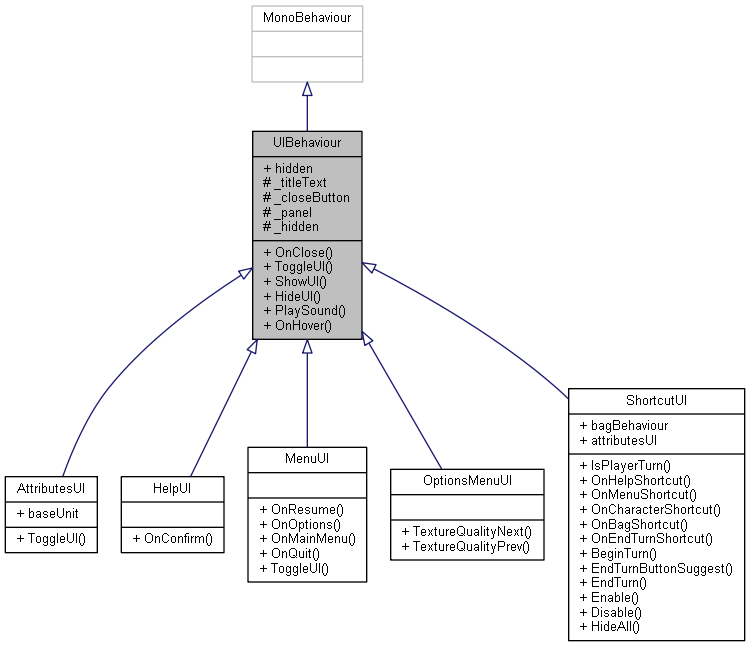 MonoBehaviour
UIBehaviour
+ hidden
# _titleText
# _closeButton
# _panel
# _hidden
+ OnClose()
+ ToggleUI()
+ ShowUI()
+ HideUI()
+ PlaySound()
+ OnHover()
AttributesUI
+ baseUnit
+ ToggleUI()
HelpUI
+ OnConfirm()
MenuUI
+ OnResume()
+ OnOptions()
+ OnMainMenu()
+ OnQuit()
+ ToggleUI()
OptionsMenuUI
+ TextureQualityNext()
+ TextureQualityPrev()
ShortcutUI
+ bagBehaviour
+ attributesUI
+ IsPlayerTurn()
+ OnHelpShortcut()
+ OnMenuShortcut()
+ OnCharacterShortcut()
+ OnBagShortcut()
+ OnEndTurnShortcut()
+ BeginTurn()
+ EndTurnButtonSuggest()
+ EndTurn()
+ Enable()
+ Disable()
+ HideAll()